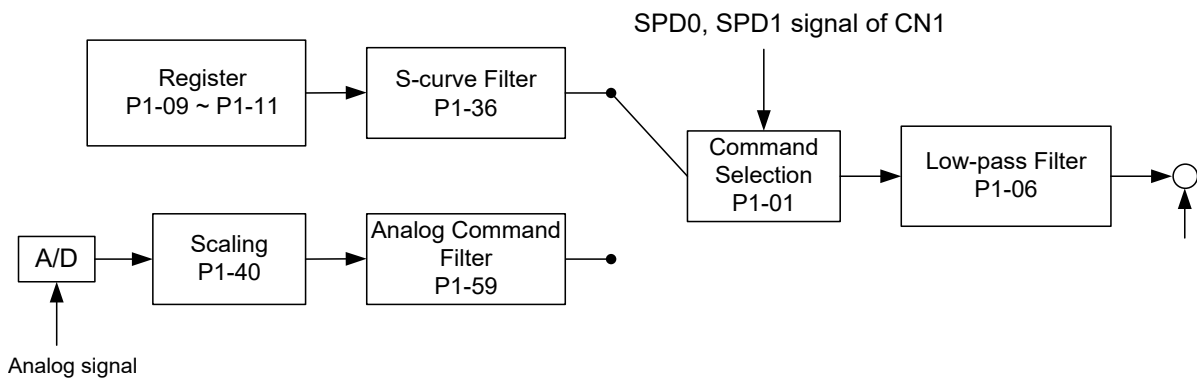 SPD0, SPD1 signal of CN1
Register
P1-09 ~ P1-11
S-curve Filter
P1-36
Command
Selection
P1-01
Low-pass Filter
P1-06
A/D
Scaling
P1-40
Analog Command
Filter
P1-59
Analog signal